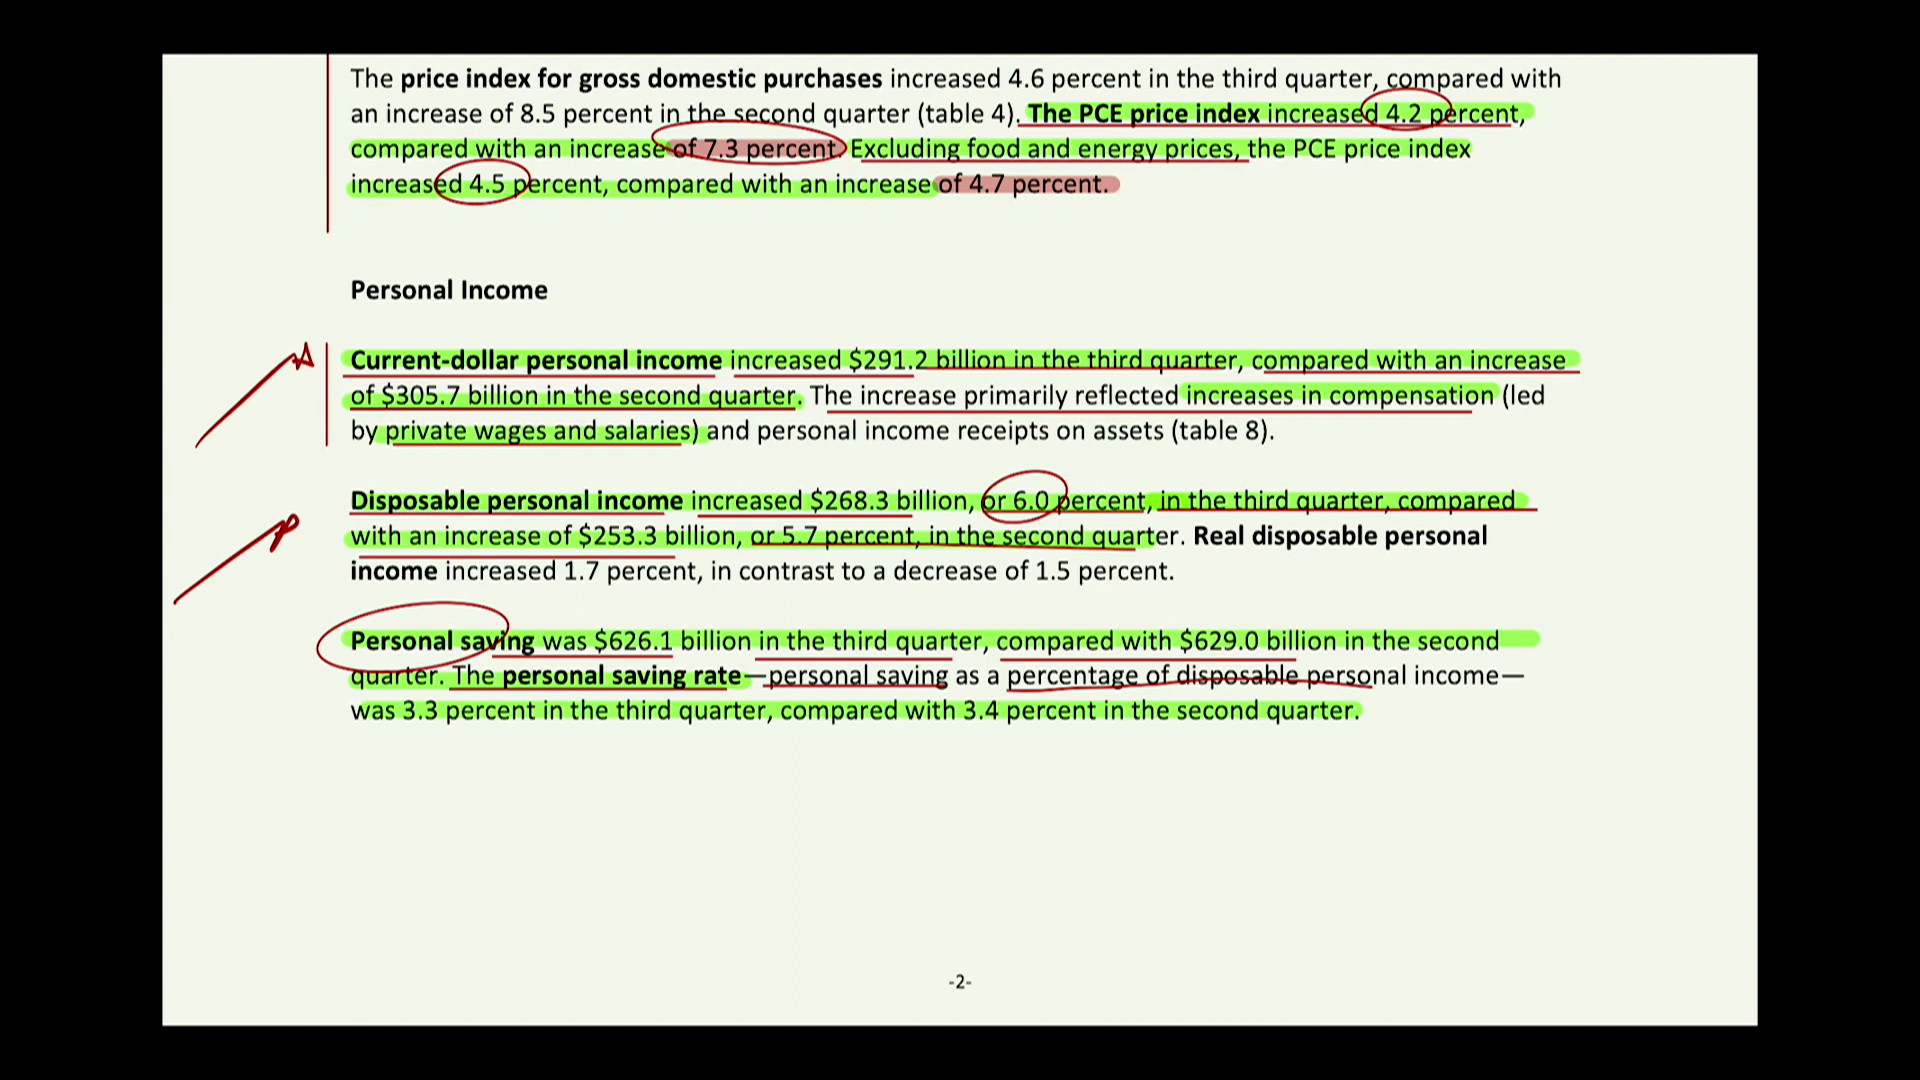 The price index for gross domestic purchases increased 4.6 percent in the third quarter, compared with
an increase of 8.5 percent in the second quarter (table 4). The PCE price index increased 4.2 percent,
compared with an increase of 7.3 percent. Excluding food and energy prices, the PCE price index
increased 4.5 percent, compared with an increase of 4.7 percent.
Personal Income
Current-dollar personal income increased $291.2 billion in the third quarter, compared with an increase
of $305.7 billion in the second quarter. The increase primarily reflected increases in compensation (led
by private wages and salaries) and personal income receipts on assets (table 8).
Disposable personal income increased $268.3 billion, or 6.0 percent, in the third quarter, compared
with an increase of $253.3 billion, or 5.7 percent, in the second quarter. Real disposable personal
income increased 1.7 percent, in contrast to a decrease of 1.5 percent.
Personal saving was $626.1 billion in the third quarter, compared with $629.0 billion in the second
quarter. The personal saving rate—personal saving as a percentage of disposable personal income—
was 3.3 percent in the third quarter, compared with 3.4 percent in the second quarter.
-2-